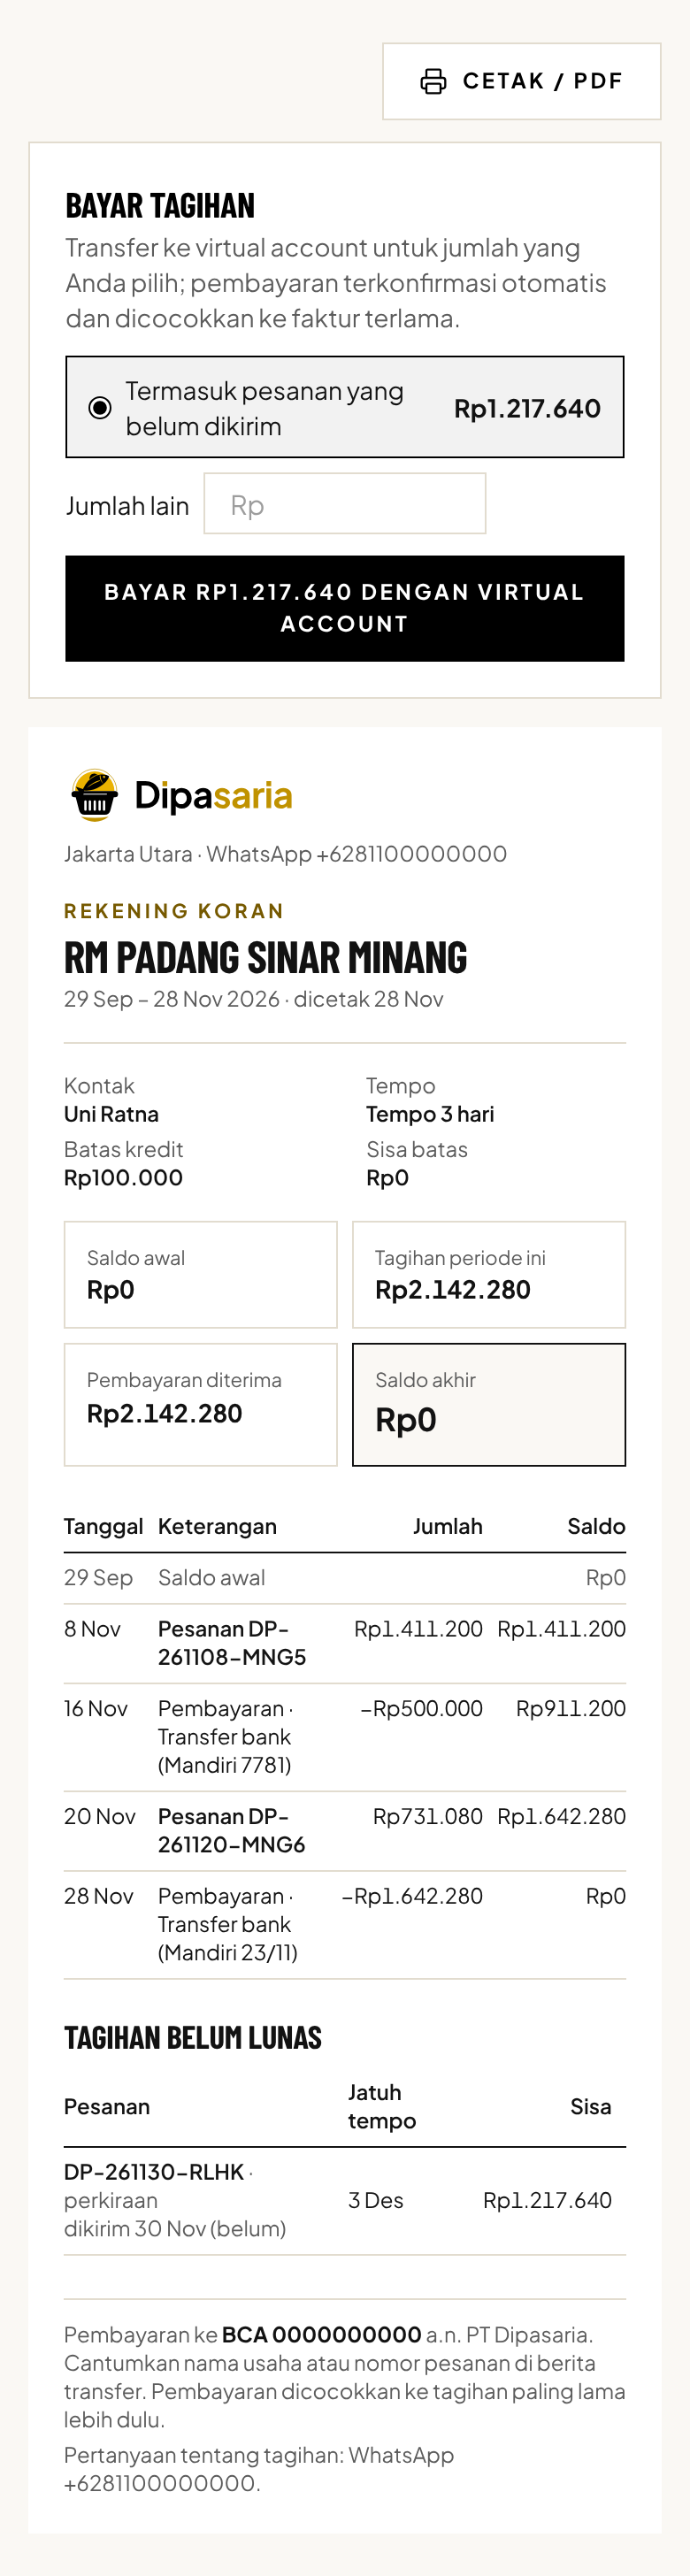 CETAK / PDF
BAYAR TAGIHAN
Transfer ke virtual account untuk jumlah yang
Anda pilih; pembayaran terkonfirmasi otomatis
dan dicocokkan ke faktur terlama.
Termasuk pesanan yang
belum dikirim
Rp1.217.640
Jumlah lain
Rp
BAYAR RP1.217.640 DENGAN VIRTUAL
ACCOUNT
Dipasaria
Jakarta Utara · WhatsApp +6281100000000
REKENING KORAN
RM PADANG SINAR MINANG
29 Sep – 28 Nov 2026 · dicetak 28 Nov
Kontak
Uni Ratna
Tempo
Tempo 3 hari
Batas kredit
Rp100.000
Sisa batas
Rp0
Saldo awal
Rp0
Tagihan periode ini
Rp2.142.280
Pembayaran diterima
Rp2.142.280
Saldo akhir
Rp0
Tanggal Keterangan Jumlah Saldo
29 Sep Saldo awal Rp0
8 Nov Pesanan DP- Rp1.411.200 Rp1.411.200
261108-MNG5
16 Nov Pembayaran · −Rp500.000 Rp911.200
Transfer bank
(Mandiri 7781)
20 Nov Pesanan DP- Rp731.080 Rp1.642.280
261120-MNG6
28 Nov Pembayaran · −Rp1.642.280 Rp0
Transfer bank
(Mandiri 23/11)
TAGIHAN BELUM LUNAS
Pesanan Jatuh tempo Sisa
DP-261130-RLHK ·
perkiraan
dikirim 30 Nov (belum)
3 Des Rp1.217.640
Pembayaran ke BCA 0000000000 a.n. PT Dipasaria.
Cantumkan nama usaha atau nomor pesanan di berita
transfer. Pembayaran dicocokkan ke tagihan paling lama
lebih dulu.
Pertanyaan tentang tagihan: WhatsApp
+6281100000000.